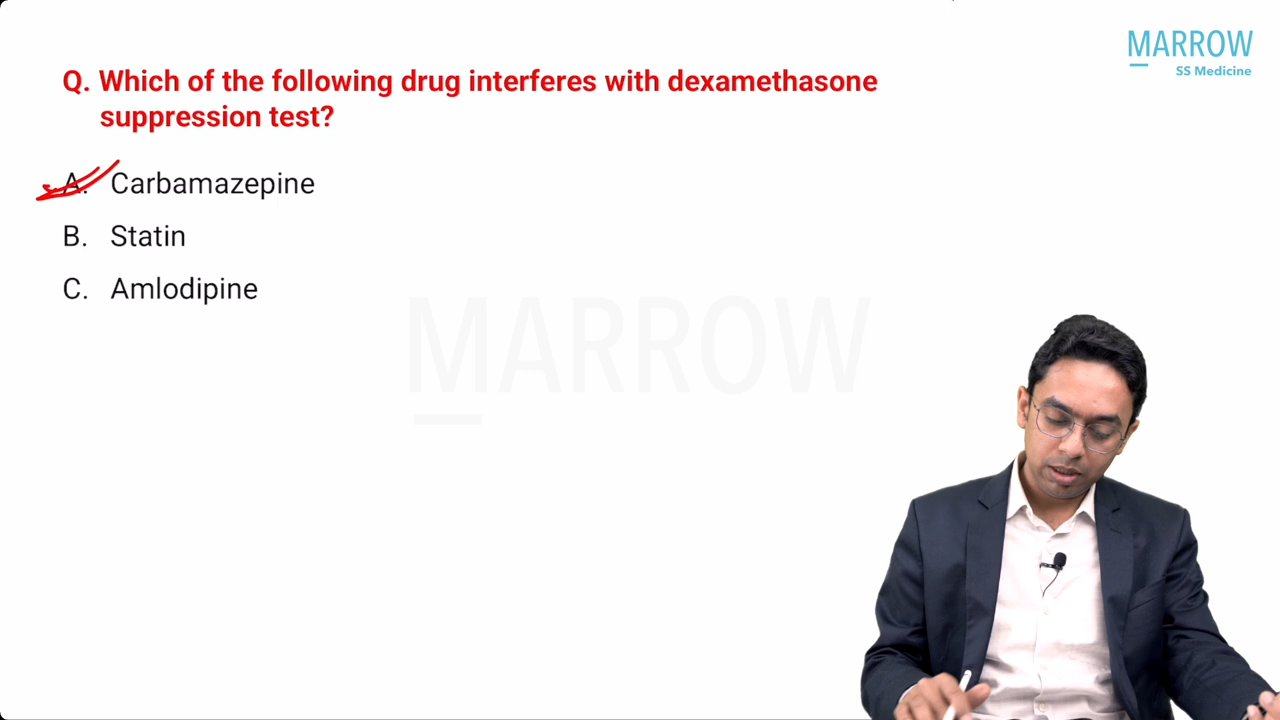 MARROW
SS Medicine
Q. Which of the following drug interferes with dexamethasone
suppression test?
A. Carbamazepine
B. Statin
C. Amlodipine
MARROW